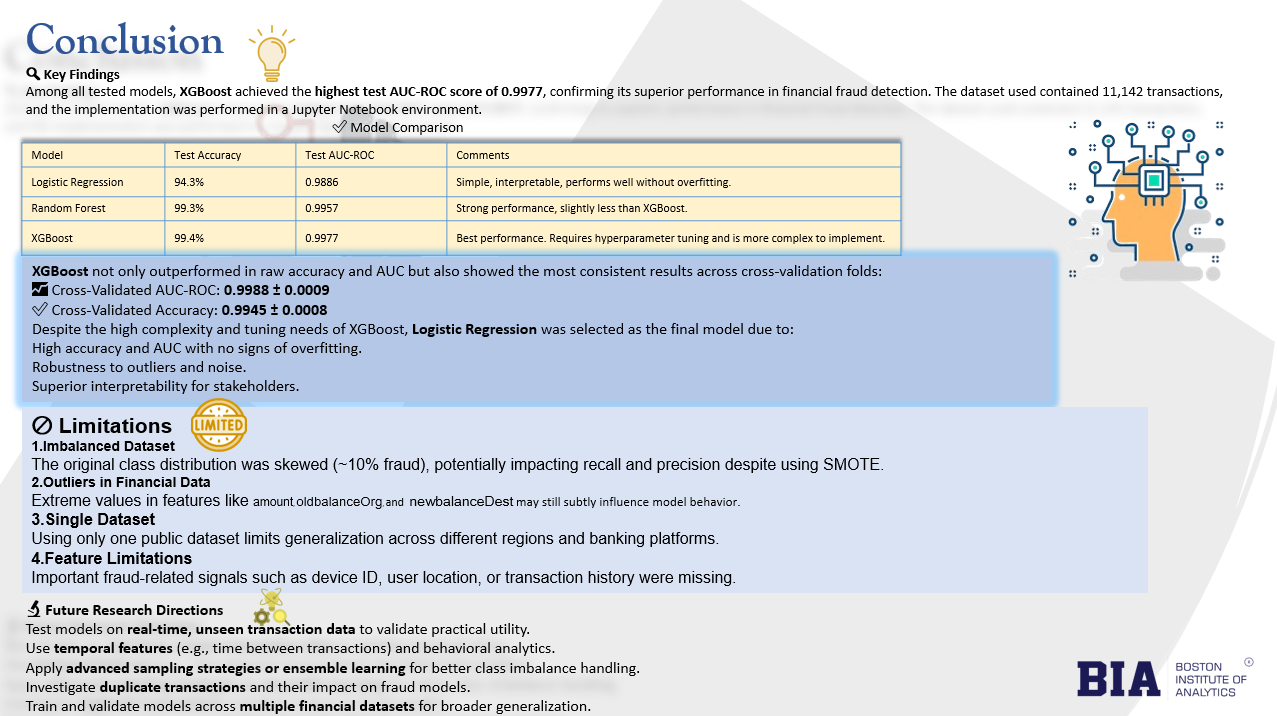 Conclusion
Key Findings
Among all tested models, XGBoost achieved the highest test AUC-ROC score of 0.9977, confirming its superior performance in financial fraud detection. The dataset used contained 11,142 transactions,
and the implementation was performed in a Jupyter Notebook environment.
Model Comparison
Model Test Accuracy Test AUC-ROC Comments
Logistic Regression 94.3% 0.9886 Simple, interpretable, performs well without overfitting.
Random Forest 99.3% 0.9957 Strong performance, slightly less than XGBoost.
XGBoost 99.4% 0.9977 Best performance. Requires hyperparameter tuning and is more complex to implement.
XGBoost not only outperformed in raw accuracy and AUC but also showed the most consistent results across cross-validation folds:
Cross-Validated AUC-ROC: 0.9988 ± 0.0009
Cross-Validated Accuracy: 0.9945 ± 0.0008
Despite the high complexity and tuning needs of XGBoost, Logistic Regression was selected as the final model due to:
High accuracy and AUC with no signs of overfitting.
Robustness to outliers and noise.
Superior interpretability for stakeholders.
Limitations
LIMITED
1.Imbalanced Dataset
The original class distribution was skewed (~10% fraud), potentially impacting recall and precision despite using SMOTE.
2.Outliers in Financial Data
Extreme values in features like amount, oldbalanceOrg, and newbalanceDest may still subtly influence model behavior.
3.Single Dataset
Using only one public dataset limits generalization across different regions and banking platforms.
4.Feature Limitations
Important fraud-related signals such as device ID, user location, or transaction history were missing.
Future Research Directions
Test models on real-time, unseen transaction data to validate practical utility.
Use temporal features (e.g., time between transactions) and behavioral analytics.
Apply advanced sampling strategies or ensemble learning for better class imbalance handling.
Investigate duplicate transactions and their impact on fraud models.
Train and validate models across multiple financial datasets for broader generalization.
BIA
BOSTON
INSTITUTE OF
ANALYTICS